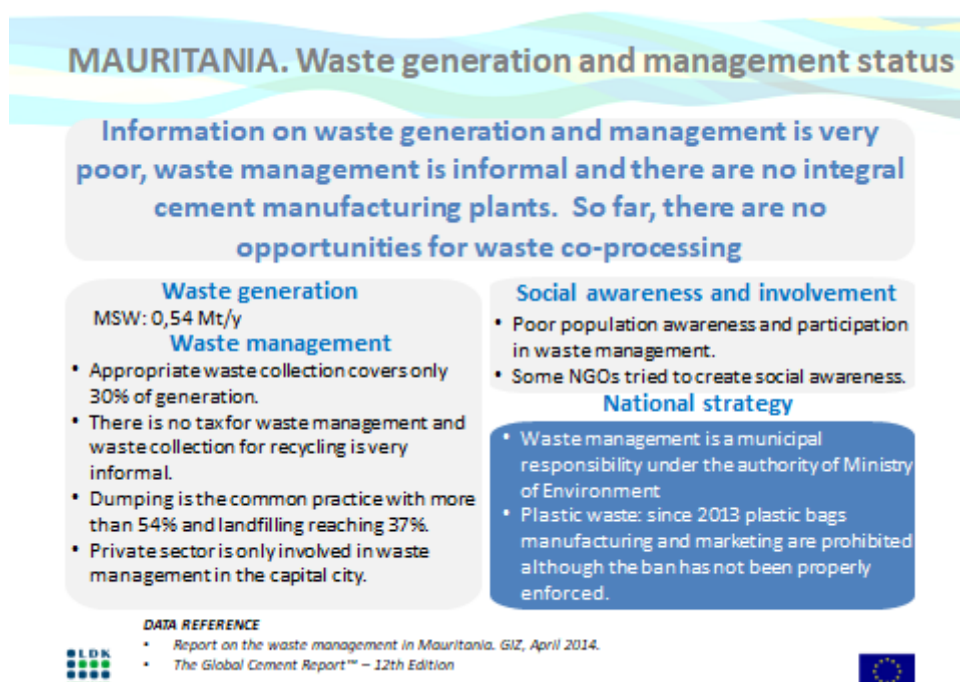 MAURITANIA. Waste generation and management status
Information on waste generation and management is very
poor, waste management is informal and there are no integral
cement manufacturing plants. So far, there are no
opportunities for waste co-processing
Waste generation
MSW: 0,54 Mt/y
Waste management
• Appropriate waste collection covers only
30% of generation.
• There is no tax for waste management and
waste collection for recycling is very
informal.
• Dumping is the common practice with more
than 54% and landfilling reaching 37%.
• Private sector is only involved in waste
management in the capital city.
Social awareness and involvement
• Poor population awareness and participation
in waste management.
• Some NGOs tried to create social awareness.
National strategy
• Waste management is a municipal
responsibility under the authority of Ministry
of Environment
• Plastic waste: since 2013 plastic bags
manufacturing and marketing are prohibited
although the ban has not been properly
enforced.
DATA REFERENCE
• Report on the waste management in Mauritania. GIZ, April 2014.
• The Global Cement Report™ – 12th Edition
LDK